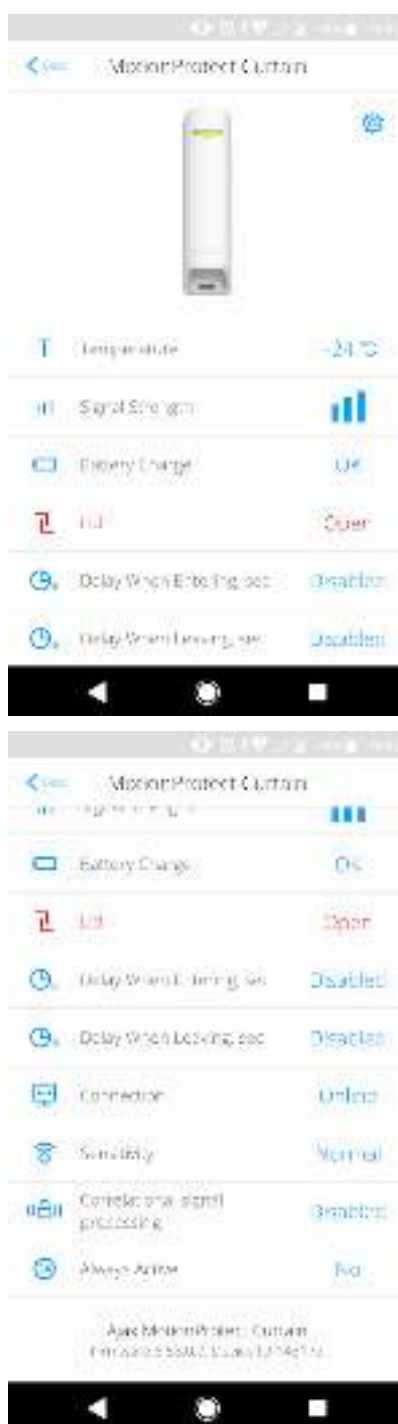 MotionProtect Curtain
Temperature
Signal Strength
Battery Charge
OK
Lid
Open
Delay When Entering, sec
Disabled
Delay When Leaving, sec
Disabled
MotionProtect Curtain
Battery Charge
OK
Lid
Open
Delay When Entering, sec
Disabled
Delay When Leaving, sec
Disabled
Connection
Online
Sensitivity
Normal
Correlational signal
processing
Disabled
Always Active
No
Ajax MotionProtect Curtain